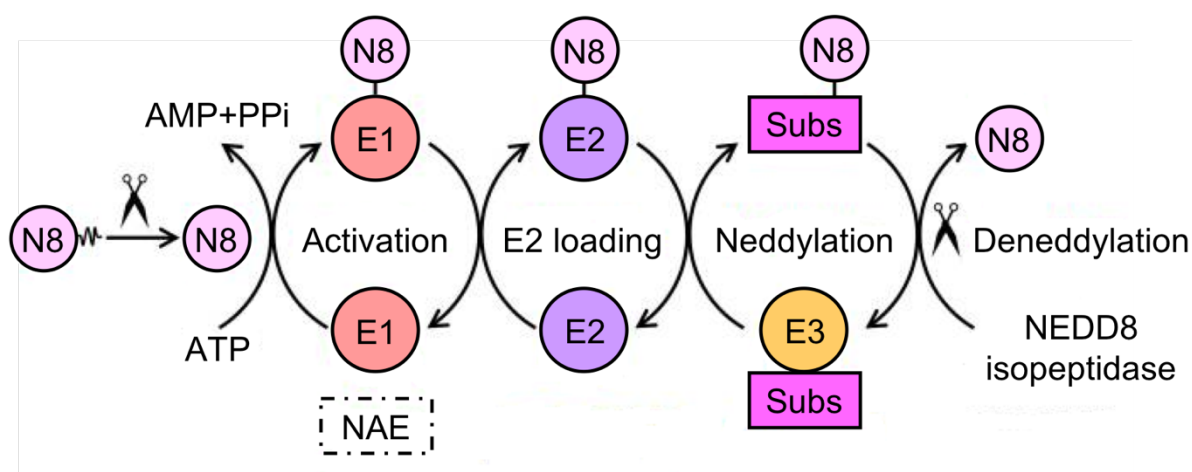 N8
N8
N8
AMP+PPi
E1
E2
Subs
N8
N8
N8
Activation
E2 loading
Neddylation
Deneddylation
ATP
E1
E2
E3
NEDD8
isopeptidase
Subs
NAE